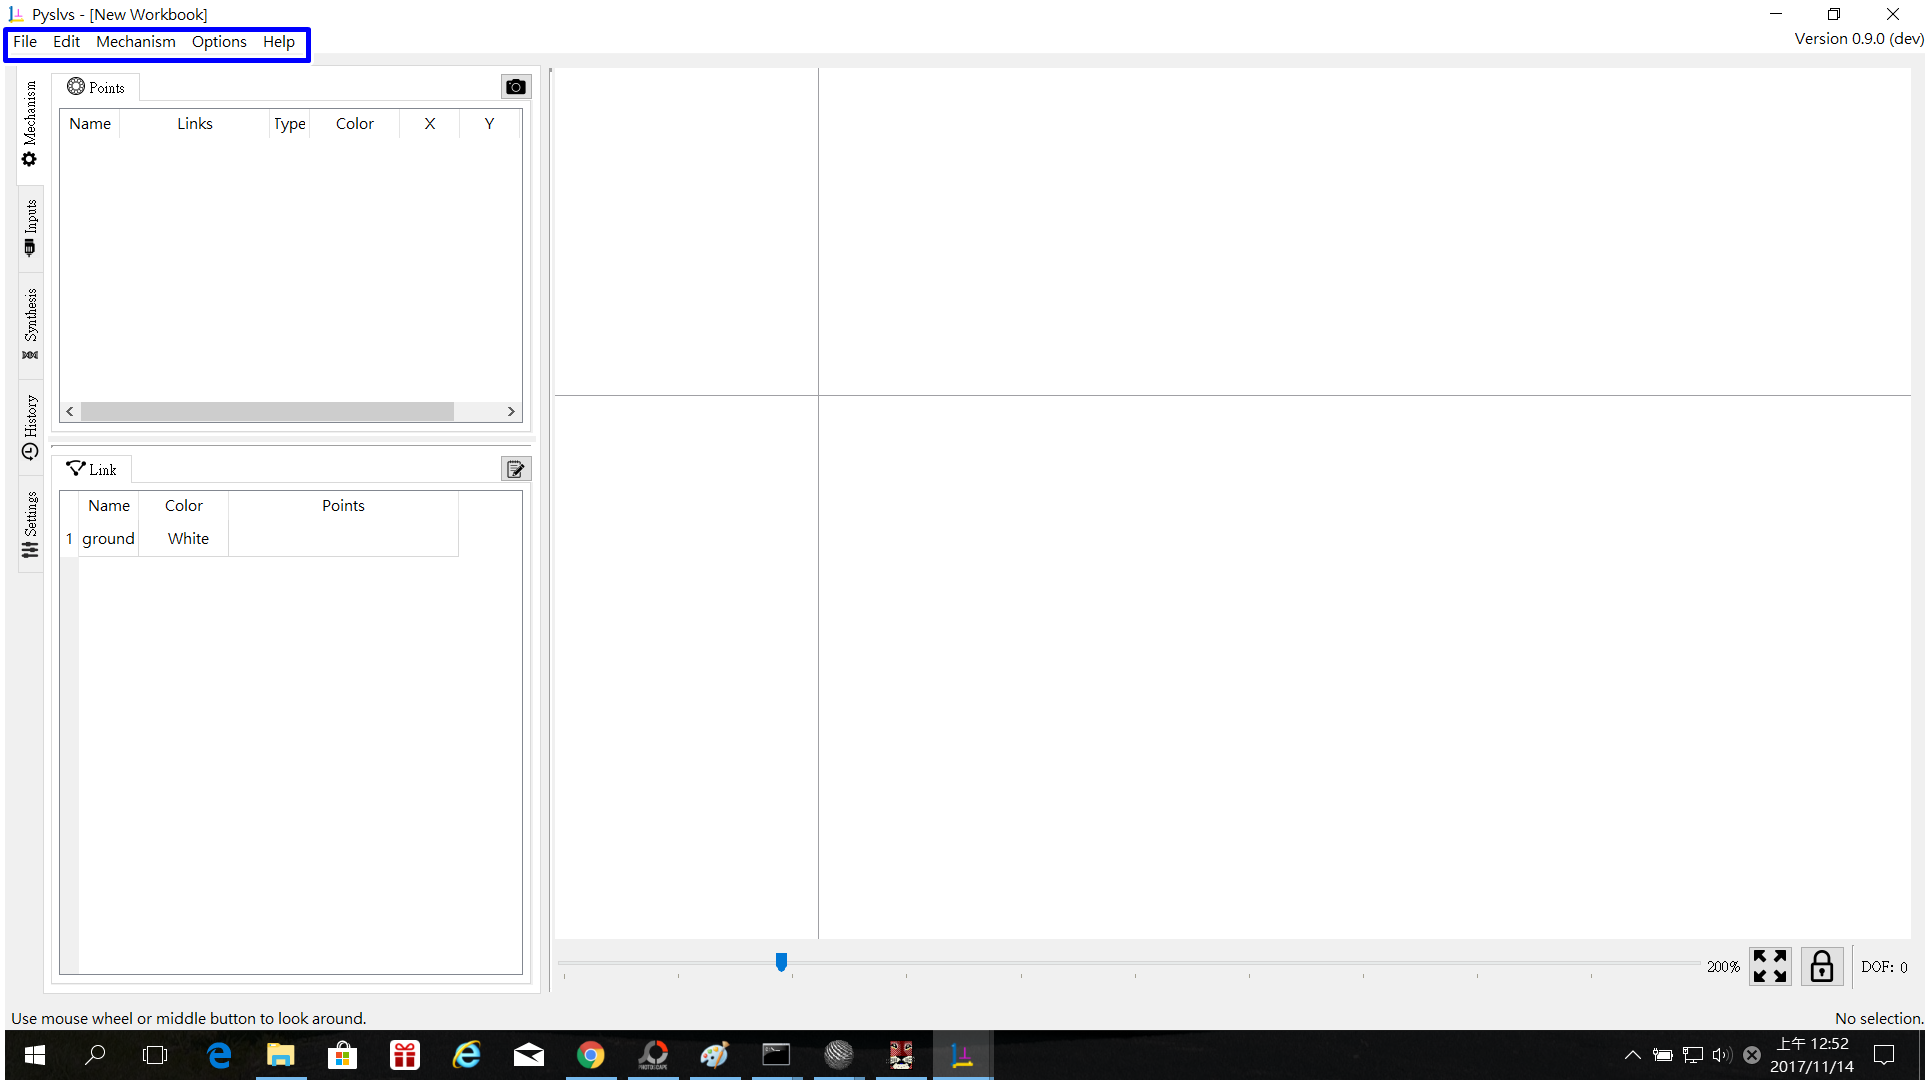 Pyslvs - [New Workbook]
File Edit Mechanism Options Help
Version 0.9.0 (dev)
Mechanism
Inputs
Synthesis
History
Settings
Points
Name Links Type Color X Y
Link
Name Color Points
1 ground White
200%
DOF: 0
Use mouse wheel or middle button to look around.
No selection.
PHOTOSCAPE
上午 12:52
2017/11/14